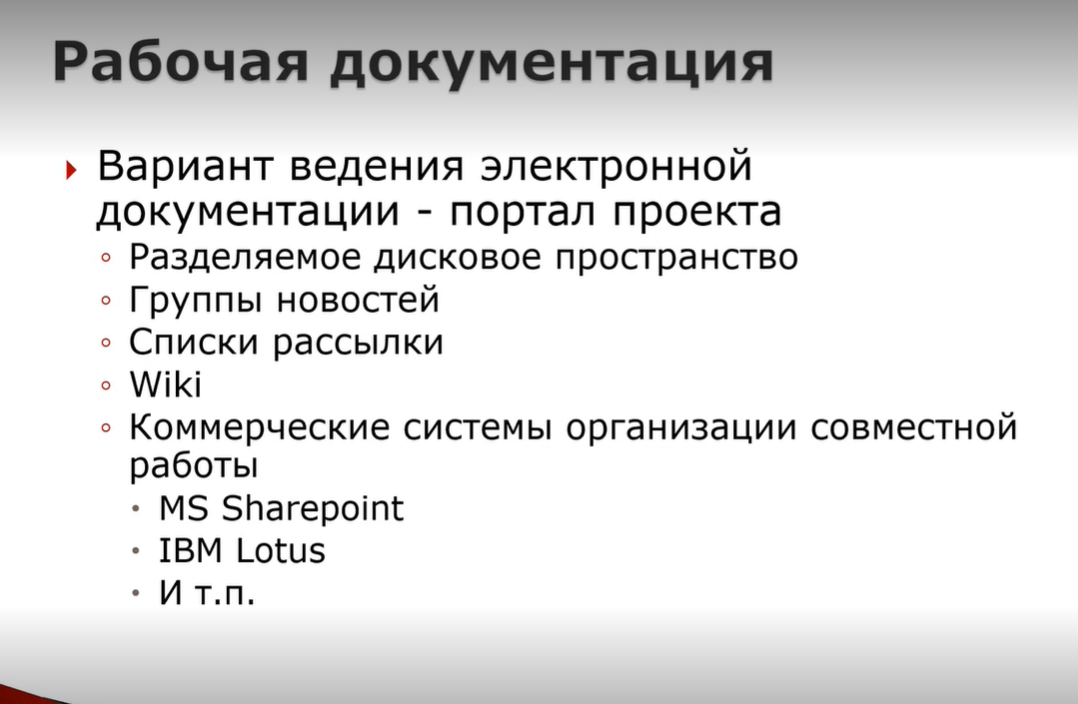 Рабочая документация
Вариант ведения электронной
документации - портал проекта
Разделяемое дисковое пространство
Группы новостей
Списки рассылки
Wiki
Коммерческие системы организации совместной
работы
MS Sharepoint
IBM Lotus
И т.п.